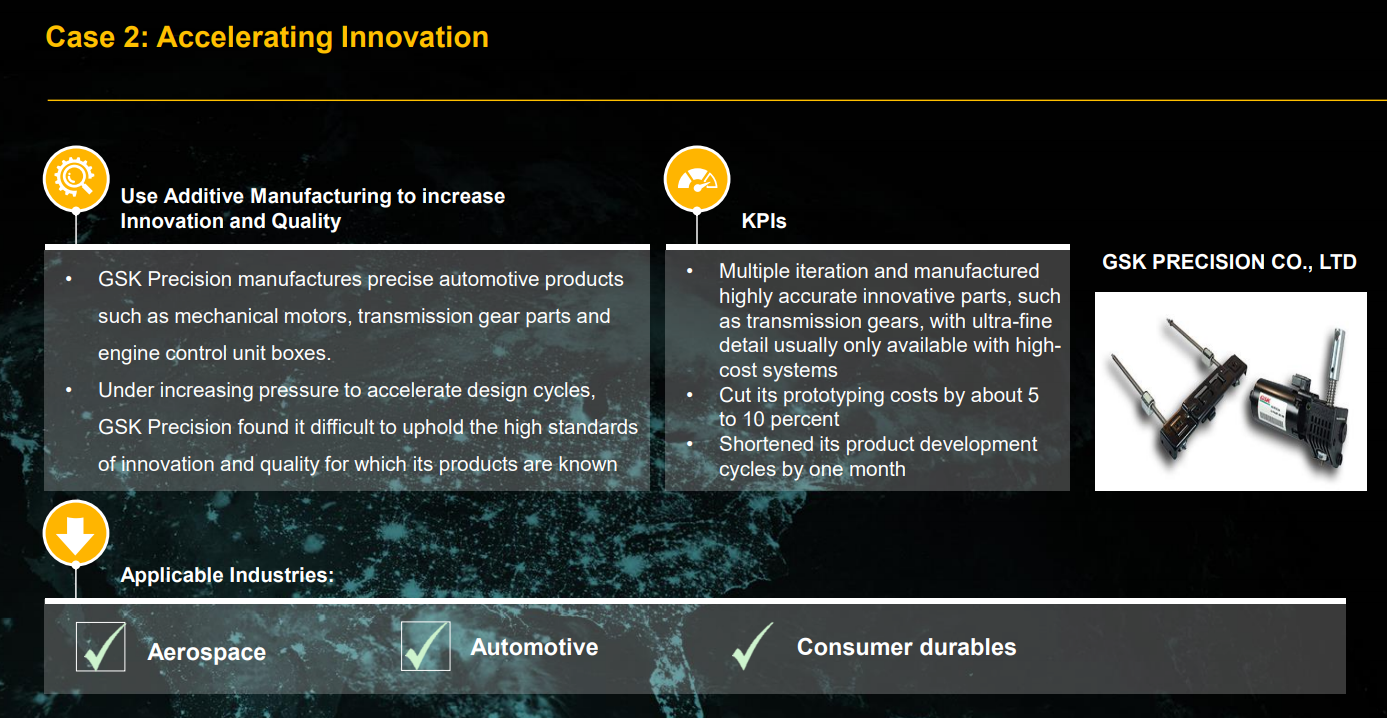 Case 2: Accelerating Innovation
Use Additive Manufacturing to increase
Innovation and Quality
• GSK Precision manufactures precise automotive products
such as mechanical motors, transmission gear parts and
engine control unit boxes.
• Under increasing pressure to accelerate design cycles,
GSK Precision found it difficult to uphold the high standards
of innovation and quality for which its products are known
KPIs
• Multiple iteration and manufactured
highly accurate innovative parts, such
as transmission gears, with ultra-fine
detail usually only available with high-
cost systems
• Cut its prototyping costs by about 5
to 10 percent
• Shortened its product development
cycles by one month
GSK PRECISION CO., LTD
GSK
Applicable Industries:
Aerospace
Automotive
Consumer durables